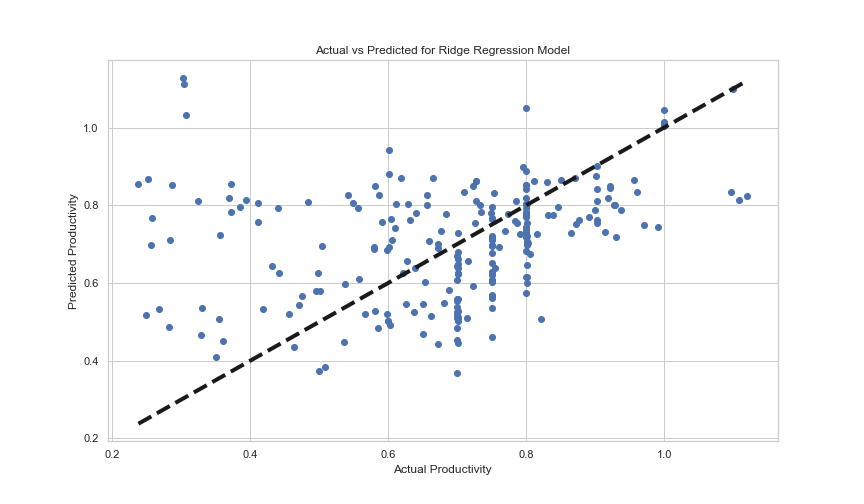 Actual vs Predicted for Ridge Regression Model
Predicted Productivity
1.0
0.8
0.6
0.4
0.2
0.2 0.4 0.6 0.8 1.0
Actual Productivity